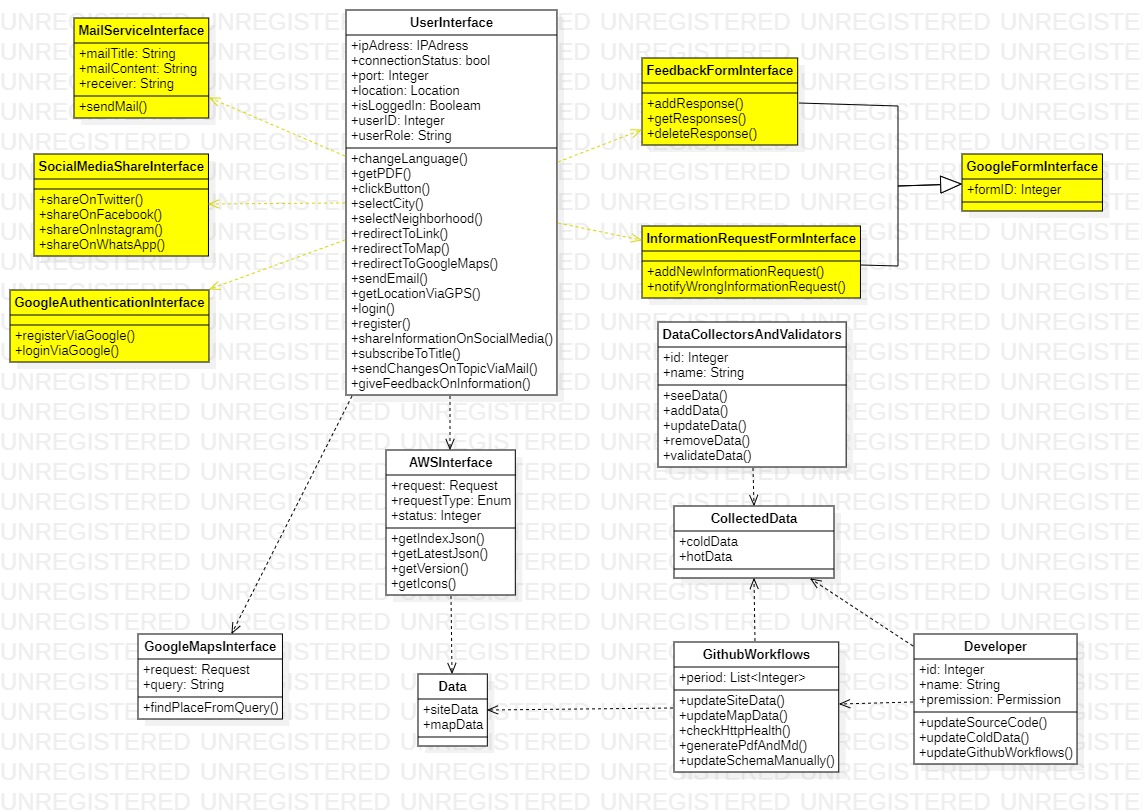 MailServiceInterface
+mailTitle: String
+mailContent: String
+receiver: String
+sendMail()
SocialMediaShareInterface
+shareOnTwitter()
+shareOnFacebook()
+shareOnInstagram()
+shareOnWhatsApp()
GoogleAuthenticationInterface
+registerViaGoogle()
+loginViaGoogle()
UserInterface
+ipAdress: IPAdress
+connectionStatus: bool
+port: Integer
+location: Location
+isLoggedIn: Booleam
+userID: Integer
+userRole: String
+changeLanguage()
+getPDF()
+clickButton()
+selectCity()
+selectNeighborhood()
+redirectToLink()
+redirectToMap()
+redirectToGoogleMaps()
+sendEmail()
+getLocationViaGPS()
+login()
+register()
+shareInformationOnSocialMedia()
+subscribeToTitle()
+sendChangesOnTopicViaMail()
+giveFeedbackOnInformation()
FeedbackFormInterface
+addResponse()
+getResponses()
+deleteResponse()
GoogleFormInterface
+formID: Integer
InformationRequestFormInterface
+addNewInformationRequest()
+notifyWrongInformationRequest()
DataCollectorsAndValidators
+id: Integer
+name: String
+seeData()
+addData()
+updateData()
+removeData()
+validateData()
AWSInterface
+request: Request
+requestType: Enum
+status: Integer
+getIndexJson()
+getLatestJson()
+getVersion()
+getIcons()
CollectedData
+coldData
+hotData
GoogleMapsInterface
+request: Request
+query: String
+findPlaceFromQuery()
Data
+siteData
+mapData
GithubWorkflows
+period: List<Integer>
+updateSiteData()
+updateMapData()
+checkHttpHealth()
+generatePdfAndMd()
+updateSchemaManually()
Developer
+id: Integer
+name: String
+premission: Permission
+updateSourceCode()
+updateColdData()
+updateGithubWorkflows()
UNREGISTERED